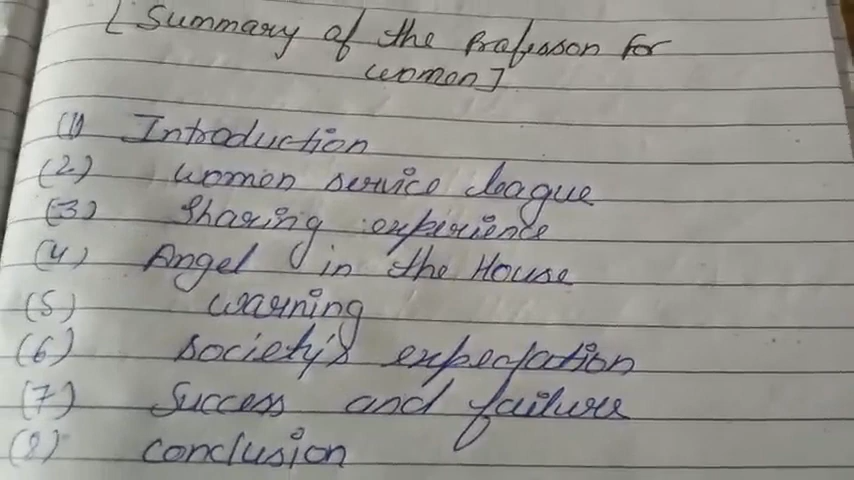 [Summary of the Professon for
women]
(1) Introduction
(2) women service league
(3) Sharing experience
(4) Angel in the House
(5) warning
(6) society's expectation
(7) Success and failure
(8) conclusion